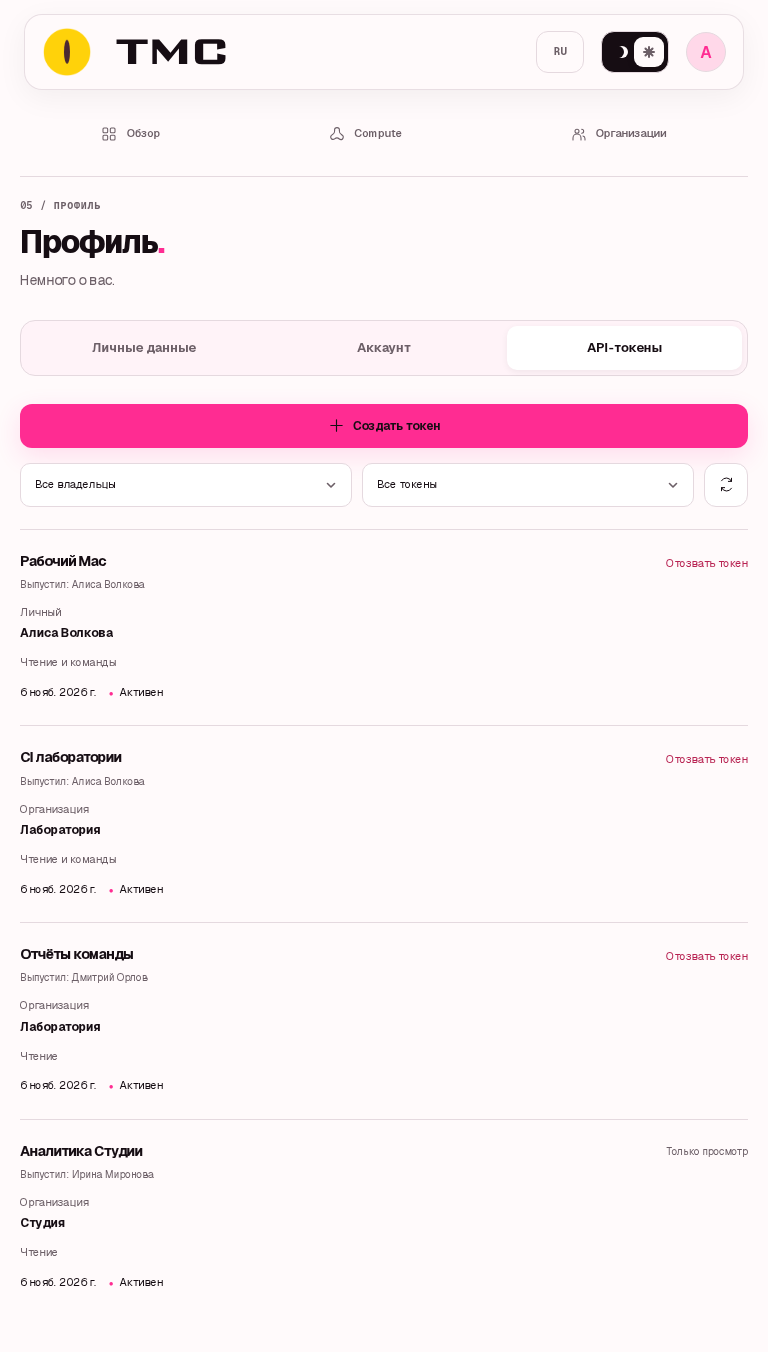 TMC
RU
A
Обзор
Compute
Организации
05 / ПРОФИЛЬ
Профиль.
Немного о вас.
Личные данные
Аккаунт
API-токены
Создать токен
Все владельцы
Все токены
Рабочий Mac
Отозвать токен
Выпустил: Алиса Волкова
Личный
Алиса Волкова
Чтение и команды
6 нояб. 2026 г. • Активен
CI лаборатории
Отозвать токен
Выпустил: Алиса Волкова
Организация
Лаборатория
Чтение и команды
6 нояб. 2026 г. • Активен
Отчёты команды
Отозвать токен
Выпустил: Дмитрий Орлов
Организация
Лаборатория
Чтение
6 нояб. 2026 г. • Активен
Аналитика Студии
Только просмотр
Выпустил: Ирина Миронова
Организация
Студия
Чтение
6 нояб. 2026 г. • Активен